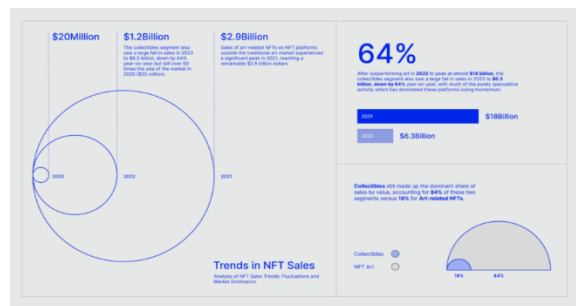 $20Million
$1.2Billion
The collectibles segment also
saw a large fall in sales in 2023
to $6.3 billion, down by 64%
year-on-year but still over 60
times the size of the market in
2020 ($20 million).
$2.9Billion
Sales of art-related NFTs on NFT platforms
outside the traditional art market experienced
a significant peak in 2021, reaching a
remarkable $2.9 billion dollars
2020
2022
2021
Trends in NFT Sales
Analysis of NFT Sales Trends: Fluctuations and
Market Dominance
64%
After outperforming art in 2022 to peak at almost $18 billion, the
collectibles segment also saw a large fall in sales in 2023 to $6.3
billion, down by 64% year-on-year, with much of the purely speculative
activity which has dominated these platforms losing momentum.
2021
$18Billion
2023
$6.3Billion
Collectibles still made up the dominant share of
sales by value, accounting for 84% of these two
segments versus 16% for Art-related NFTs.
Collectibles
NFT Art
16%
84%